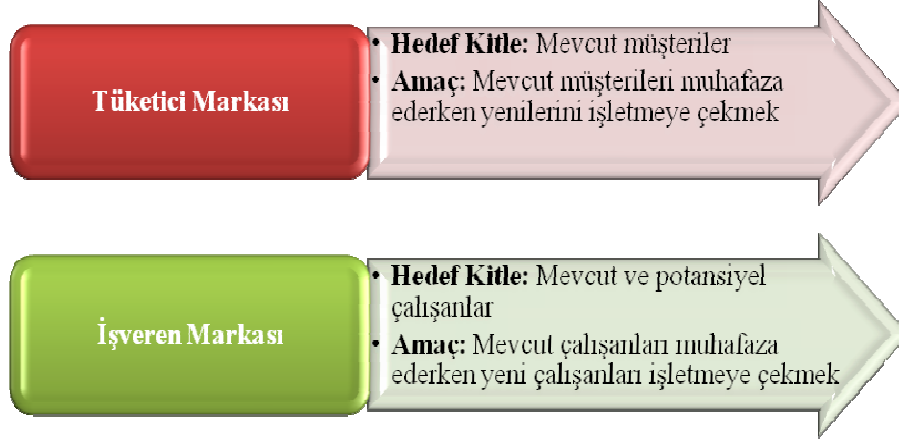 Tüketici Markası
• Hedef Kitle: Mevcut müşteriler
• Amaç: Mevcut müşterileri muhafaza
ederken yenilerini işletmeye çekmek
İşveren Markası
• Hedef Kitle: Mevcut ve potansiyel
çalışanlar
• Amaç: Mevcut çalışanları muhafaza
ederken yeni çalışanları işletmeye çekmek